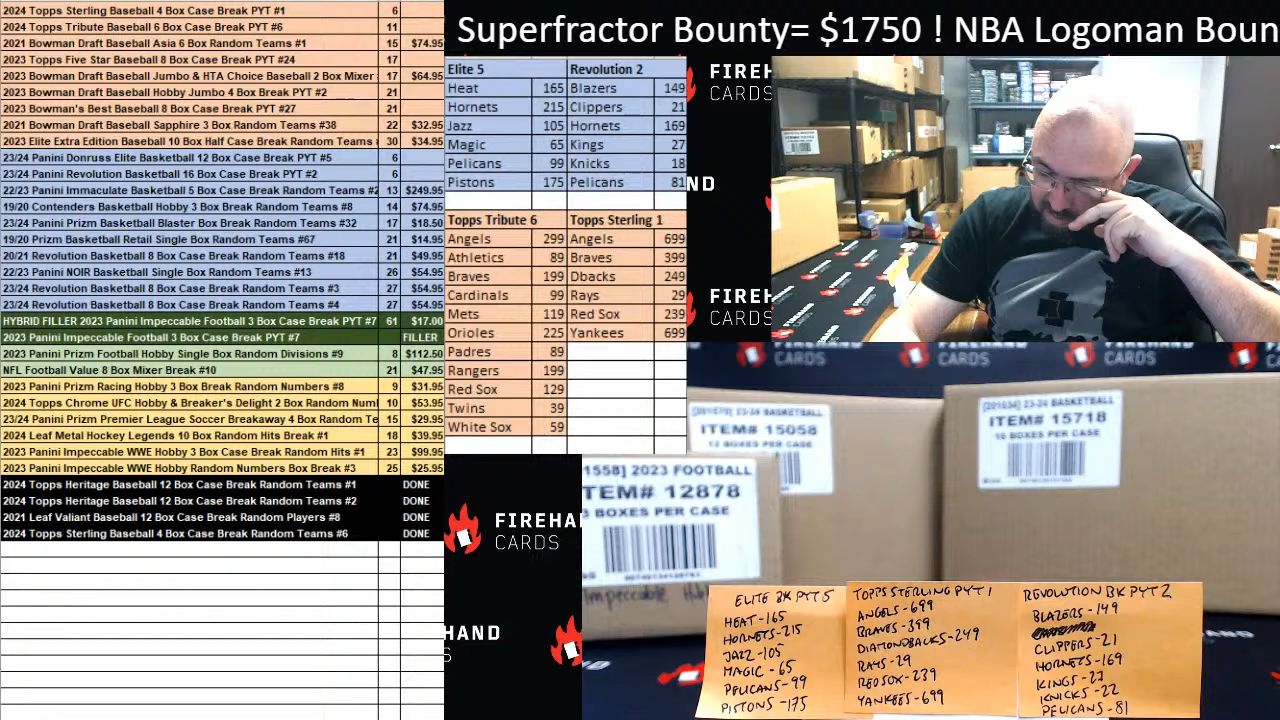 2024 Topps Sterling Baseball 4 Box Case Break PYT #1 6
2024 Topps Tribute Baseball 6 Box Case Break PYT #6 11
2021 Bowman Draft Baseball Asia 6 Box Random Teams #1 15 $74.95
2023 Topps Five Star Baseball 8 Box Case Break PYT #24 17
2023 Bowman Draft Baseball Jumbo & HTA Choice Baseball 2 Box Mixer 17 $64.95
2023 Bowman Draft Baseball Hobby Jumbo 4 Box Break PYT #2 21
2023 Bowman's Best Baseball 8 Box Case Break PYT #27 21
2021 Bowman Draft Baseball Sapphire 3 Box Random Teams #38 22 $32.95
2023 Elite Extra Edition Baseball 10 Box Half Case Break Random Teams 30 $34.95
23/24 Panini Donruss Elite Basketball 12 Box Case Break PYT #5 6
23/24 Panini Revolution Basketball 16 Box Case Break PYT #2 6
22/23 Panini Immaculate Basketball 5 Box Case Break Random Teams #2 13 $249.95
19/20 Contenders Basketball Hobby 3 Box Random Teams #8 14 $74.95
23/24 Panini Prizm Basketball Blaster Box Random Teams #32 17 $18.50
19/20 Prizm Basketball Retail Single Box Random Teams #67 21 $14.95
20/21 Revolution Basketball 8 Box Case Break Random Teams #18 21 $49.95
22/23 Panini NOIR Basketball Single Box Random Teams #13 26 $54.95
23/24 Revolution Basketball 8 Box Case Break Random Teams #3 27 $54.95
23/24 Revolution Basketball 8 Box Case Break Random Teams #4 27 $54.95
HYBRID FILLER 2023 Panini Impeccable Football 3 Box Case Break PYT #7 61 $17.00
2023 Panini Impeccable Football 3 Box Case Break PYT #7 FILLER
2023 Panini Prizm Football Hobby Single Box Random Divisions #9 8 $112.50
NFL Football Value 8 Box Mixer Break #10 21 $47.95
2023 Panini Prizm Racing Hobby 3 Box Break Random Numbers #8 9 $31.95
2024 Topps Chrome UFC Hobby & Breaker's Delight 2 Box Random Num 10 $53.95
23/24 Panini Prizm Premier League Soccer Breakaway 4 Box Random Te 15 $29.95
2024 Leaf Metal Hockey Legends 10 Box Random Hits Break #1 18 $39.95
2023 Panini Impeccable WWE Hobby 3 Box Case Break Random Hits #1 23 $99.95
2023 Panini Impeccable WWE Hobby Random Numbers Box Break #3 25 $25.95
2024 Topps Heritage Baseball 12 Box Case Break Random Teams #1 DONE
2024 Topps Heritage Baseball 12 Box Case Break Random Teams #2 DONE
2021 Leaf Valiant Baseball 12 Box Case Break Random Players #8 DONE
2024 Topps Sterling Baseball 4 Box Case Break Random Teams #6 DONE
Superfractor Bounty= $1750 ! NBA Logoman Boun
Elite 5 Revolution 2
Heat 165 Blazers 149
Hornets 215 Clippers 21
Jazz 105 Hornets 169
Magic 65 Kings 27
Pelicans 99 Knicks 18
Pistons 175 Pelicans 81
Topps Tribute 6 Topps Sterling 1
Angels 299 Angels 699
Athletics 89 Braves 399
Braves 199 Dbacks 249
Cardinals 99 Rays 29
Mets 119 Red Sox 239
Orioles 225 Yankees 699
Padres 89
Rangers 199
Red Sox 129
Twins 39
White Sox 59
FIREH
CARDS
ND
FIREH
CARDS
FIREHA
CARDS
HAND
S
CARDS
CARDS
23-24 BASKETBALL
ITEM# 15058
12 BOXES PER CASE
23-24 BASKETBALL
ITEM# 15718
16 BOXES PER CASE
1558] 2023 FOOTBALL
TEM# 12878
3 BOXES PER CASE
Impeccable
ELITE BK PYT 5
HEAT-165
HORNETS-215
JAZZ-105
MAGIC-65
PELICANS-99
PISTONS-175
TOPPS STERLING PYT 1
ANGELS-699
BRAVES-399
DIAMONDBACKS-249
RAYS-29
RED SOX-239
YANKEES-699
REVOLUTION BK PYT 2
BLAZERS-149
CLIPPERS-21
HORNETS-169
KINGS-27
KNICKS-22
PELICANS-81